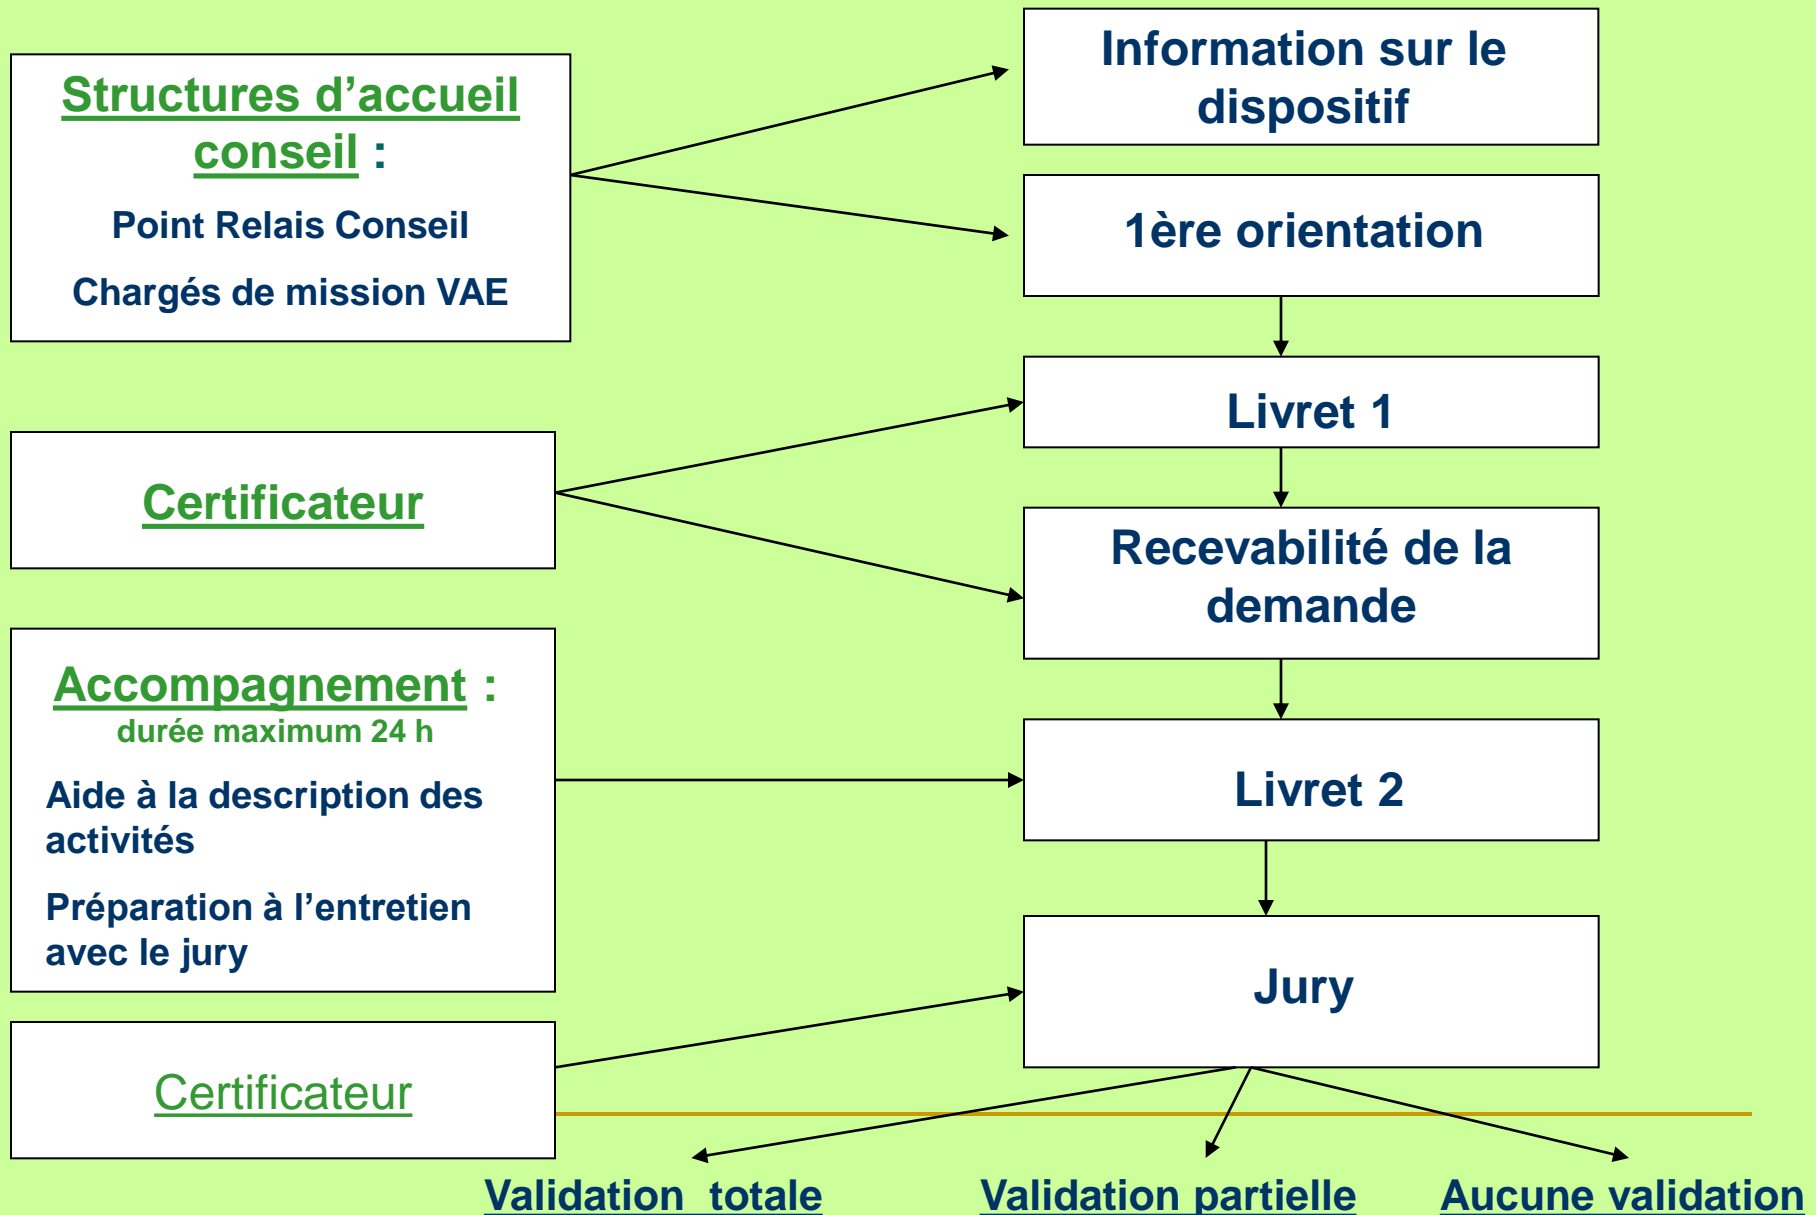 Structures d’accueil
conseil :
Point Relais Conseil
Chargés de mission VAE
Information sur le
dispositif
1ère orientation
Certificateur
Livret 1
Recevabilité de la
demande
Accompagnement :
durée maximum 24 h
Aide à la description des
activités
Préparation à l’entretien
avec le jury
Livret 2
Certificateur
Jury
Validation totale
Validation partielle
Aucune validation